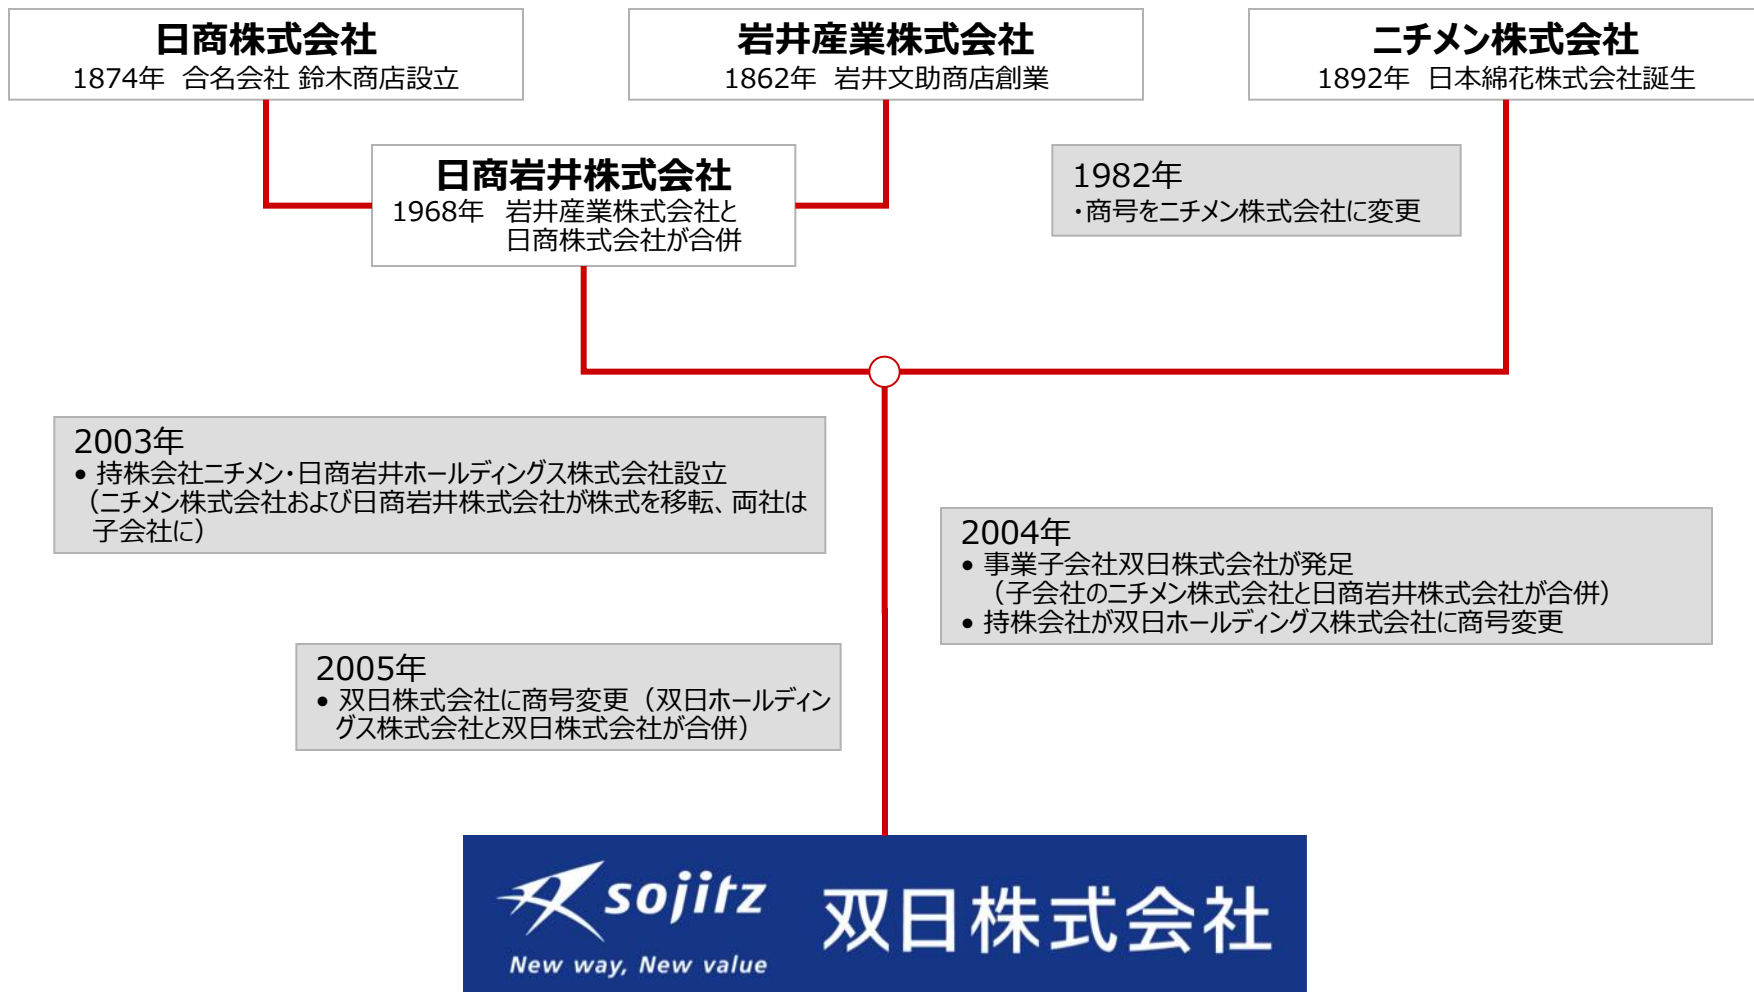 日商株式会社
1874年 合名会社 鈴木商店設立
岩井産業株式会社
1862年 岩井文助商店創業
ニチメン株式会社
1892年 日本綿花株式会社誕生
日商岩井株式会社
1968年 岩井産業株式会社と
日商株式会社が合併
1982年
・商号をニチメン株式会社に変更
2003年
• 持株会社ニチメン・日商岩井ホールディングス株式会社設立
（ニチメン株式会社および日商岩井株式会社が株式を移転、両社は
子会社に）
2004年
• 事業子会社双日株式会社が発足
（子会社のニチメン株式会社と日商岩井株式会社が合併）
• 持株会社が双日ホールディングス株式会社に商号変更
2005年
• 双日株式会社に商号変更（双日ホールディン
グス株式会社と双日株式会社が合併）
sojitz
New way, New value
双日株式会社